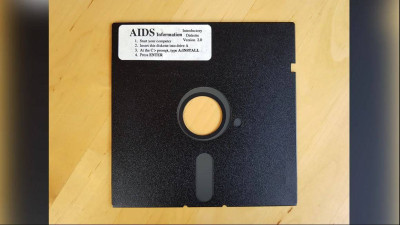 AIDS Information Introductory Diskette Version 2.0
1. Start your computer
2. Insert this diskette into drive A
3. At the C> prompt, type A:INSTALL
4. Press ENTER